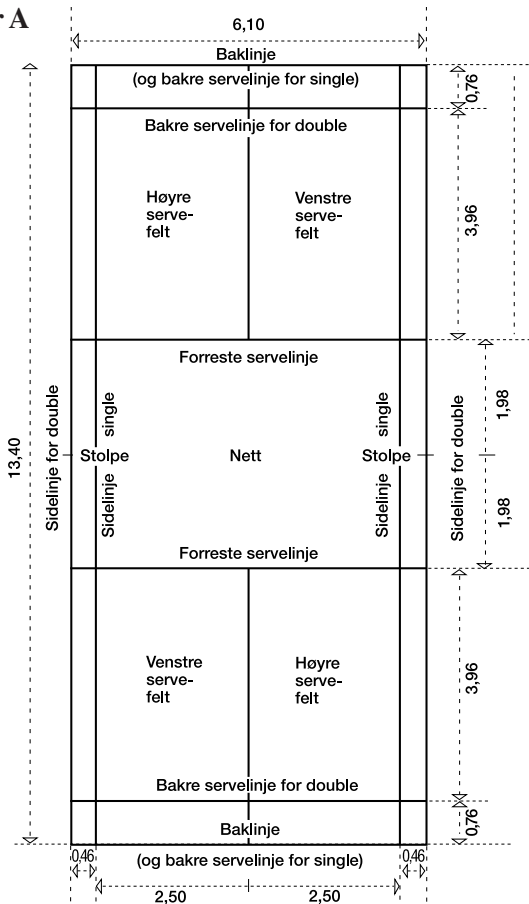 r A
6,10
Baklinje
(og bakre servelinje for single)
0,76
Bakre servelinje for double
Høyre
serve-
felt
Venstre
serve-
felt
3,96
Forreste servelinje
13,40
Sidelinje for double
Sidelinje single
Stolpe
Nett
Stolpe
Sidelinje single
Sidelinje for double
1,98
1,98
Forreste servelinje
Venstre
serve-
felt
Høyre
serve-
felt
3,96
Bakre servelinje for double
Baklinje
0,76
(og bakre servelinje for single)
0,46
0,46
2,50
2,50